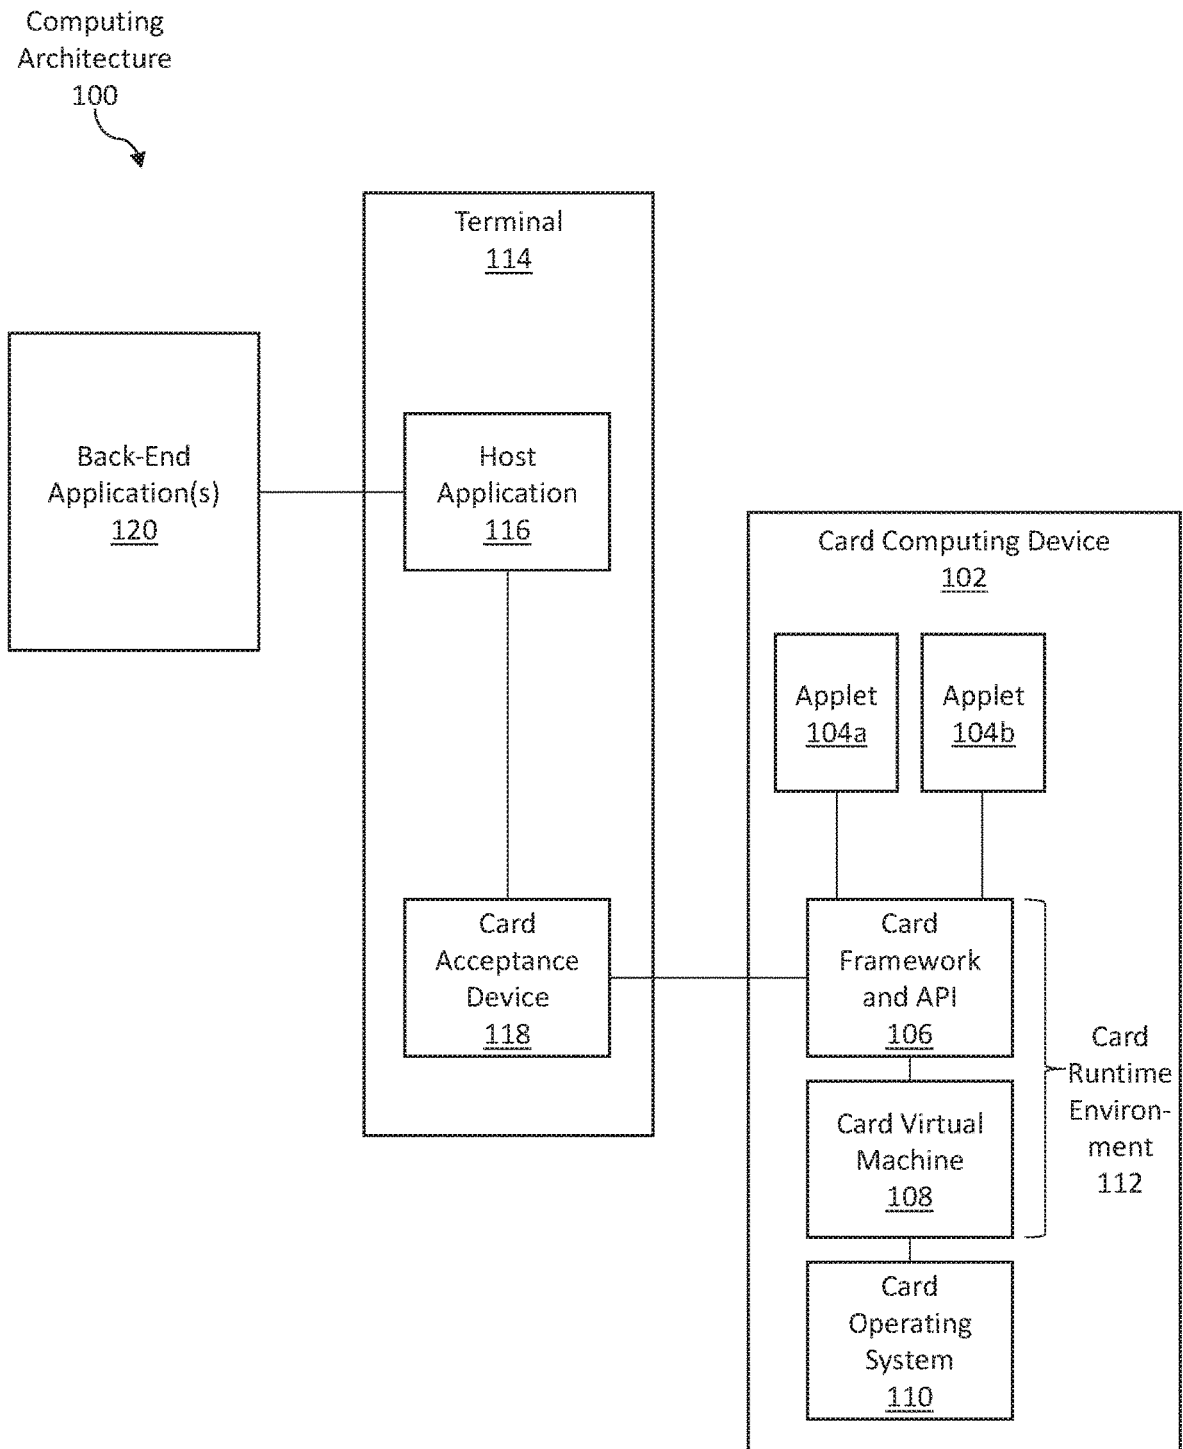 Computing
Architecture
100
Terminal
114
Back-End
Application(s)
120
Host
Application
116
Card Computing Device
102
Applet
104a
Applet
104b
Card
Acceptance
Device
118
Card
Framework
and API
106
Card Virtual
Machine
108
Card
Runtime
Environ-
ment
112
Card
Operating
System
110